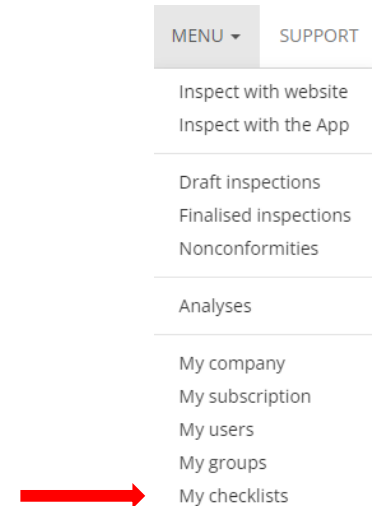 MENU SUPPORT
Inspect with website
Inspect with the App
Draft inspections
Finalised inspections
Nonconformities
Analyses
My company
My subscription
My users
My groups
My checklists